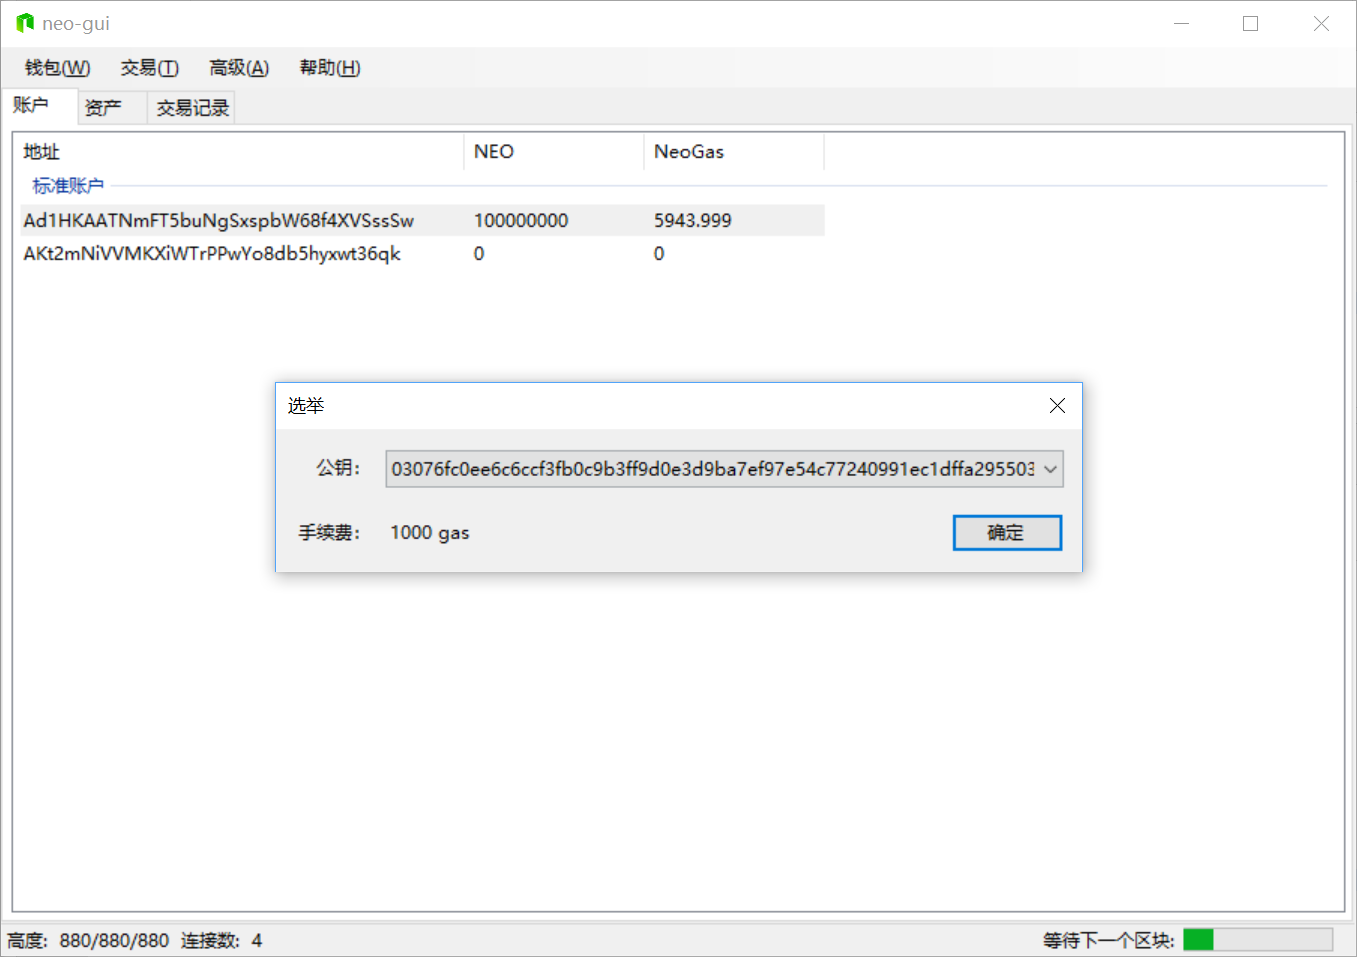 neo-gui
钱包(W) 交易(T) 高级(A) 帮助(H)
账户 资产 交易记录
地址 NEO NeoGas
标准账户
Ad1HKAATNmFT5buNgSxspbW68f4XVSssSw 100000000 5943.999
AKt2mNiVVMKXiWTrPPwYo8db5hyxwt36qk 0 0
选举
公钥: 03076fc0ee6c6ccf3fb0c9b3ff9d0e3d9ba7ef97e54c77240991ec1dffa295503
手续费: 1000 gas 确定
高度: 880/880/880 连接数: 4 等待下一个区块: